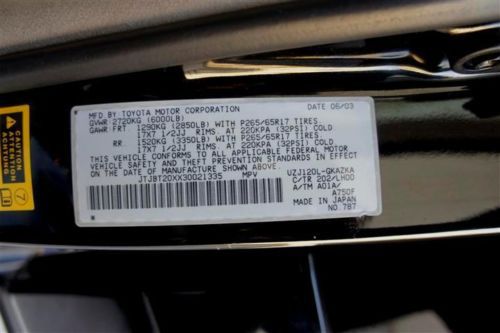 MFD. BY TOYOTA MOTOR CORPORATION DATE 06/03
GVWR 2720KG (6000LB)
GAWR FRT. 1290KG (2850LB) WITH P265/65R17 TIRES
17X7 1/2JJ RIMS. AT 220KPA (32PSI) COLD
RR. 1520KG (3350LB) WITH P265/65R17 TIRES
17X7 1/2JJ RIMS. AT 220KPA (32PSI) COLD
THIS VEHICLE CONFORMS TO ALL APPLICABLE FEDERAL MOTOR
VEHICLE SAFETY STANDARDS IN EFFECT ON
THE DATE OF MANUFACTURE SHOWN ABOVE.
JTJBT20XX30021335 MPV UZJ120L-GKAZKA
C/TR 202/LH00
A/TM A01A/
A750F
MADE IN JAPAN
NO.787